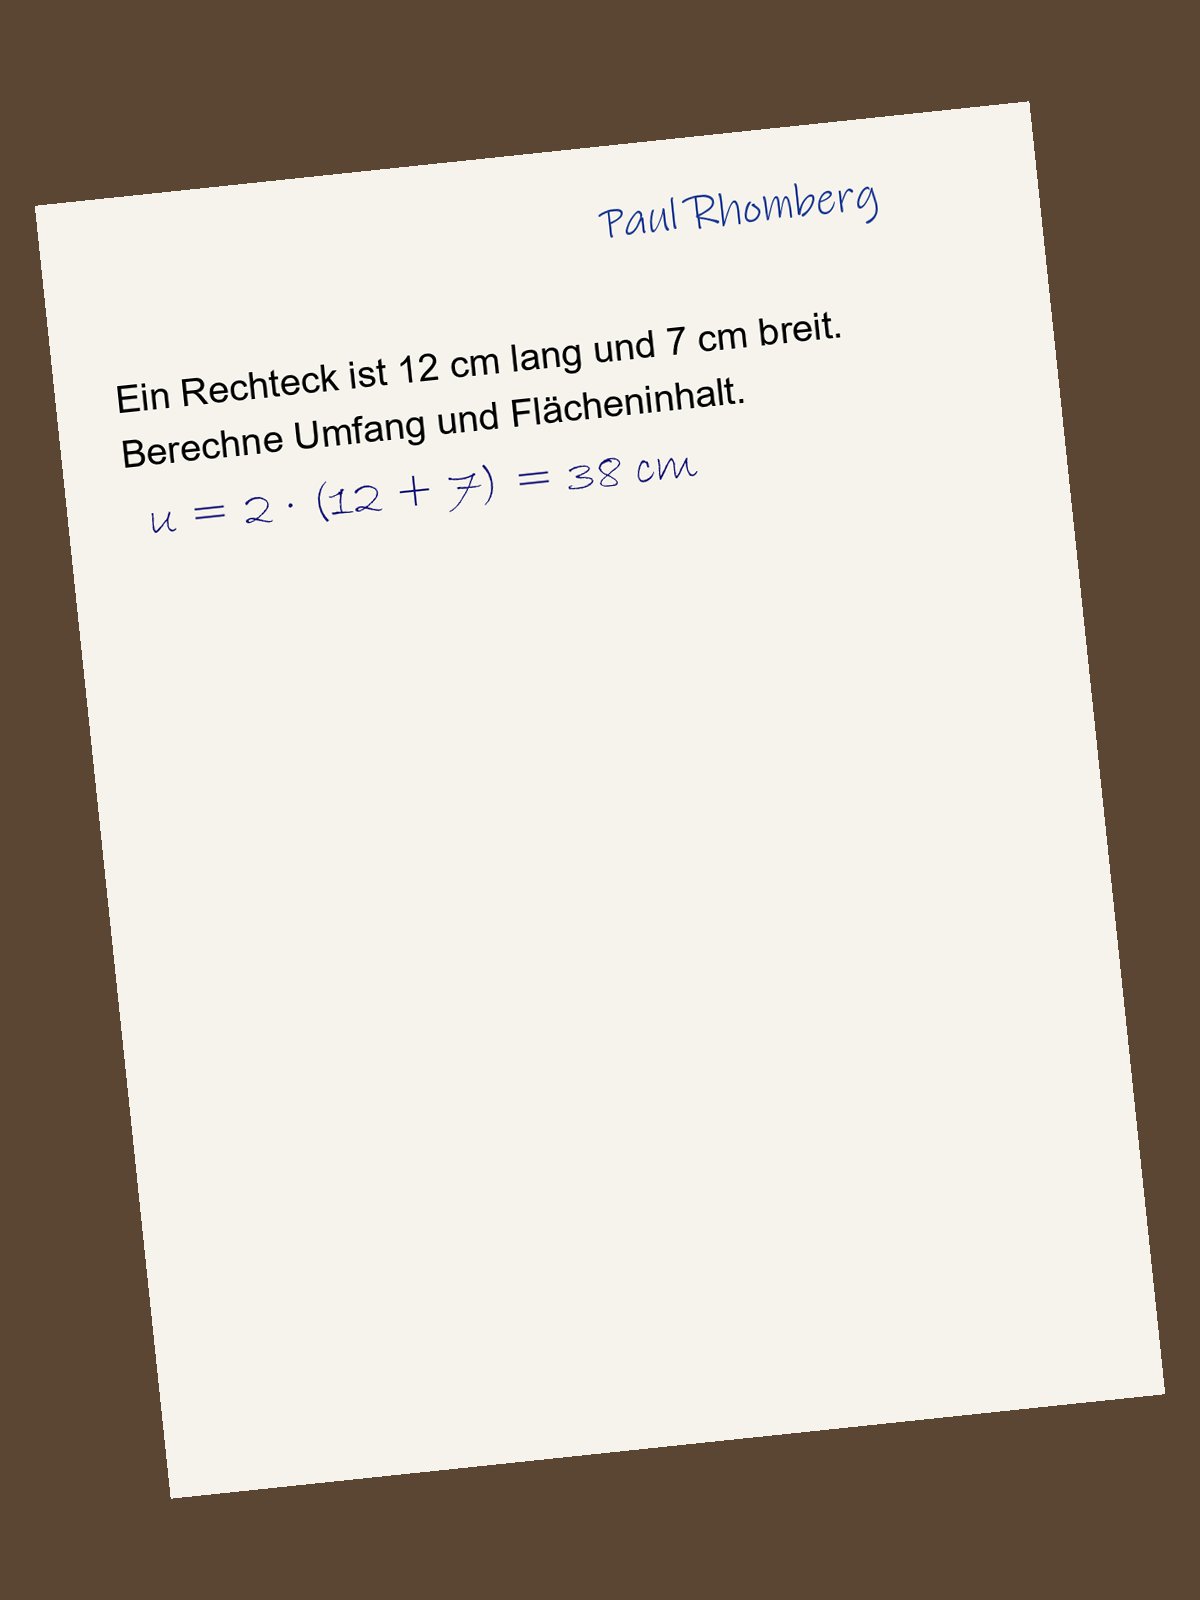 Paul Rhomberg
Ein Rechteck ist 12 cm lang und 7 cm breit.
Berechne Umfang und Flächeninhalt.
u = 2 · (12 + 7) = 38 cm